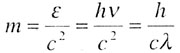 m = ε/c² = hν/c² = h/cλ